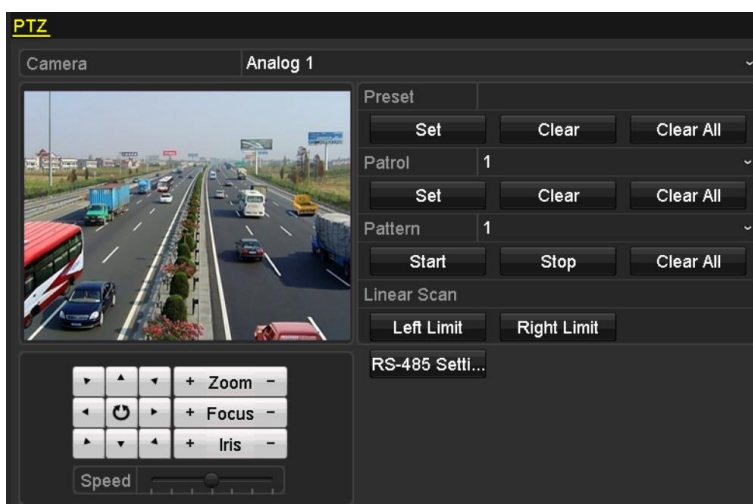 PTZ
Camera Analog 1
Preset
Set Clear Clear All
Patrol 1
Set Clear Clear All
Pattern 1
Start Stop Clear All
Linear Scan
Left Limit Right Limit
RS-485 Setti...
+ Zoom -
+ Focus -
+ Iris -
Speed